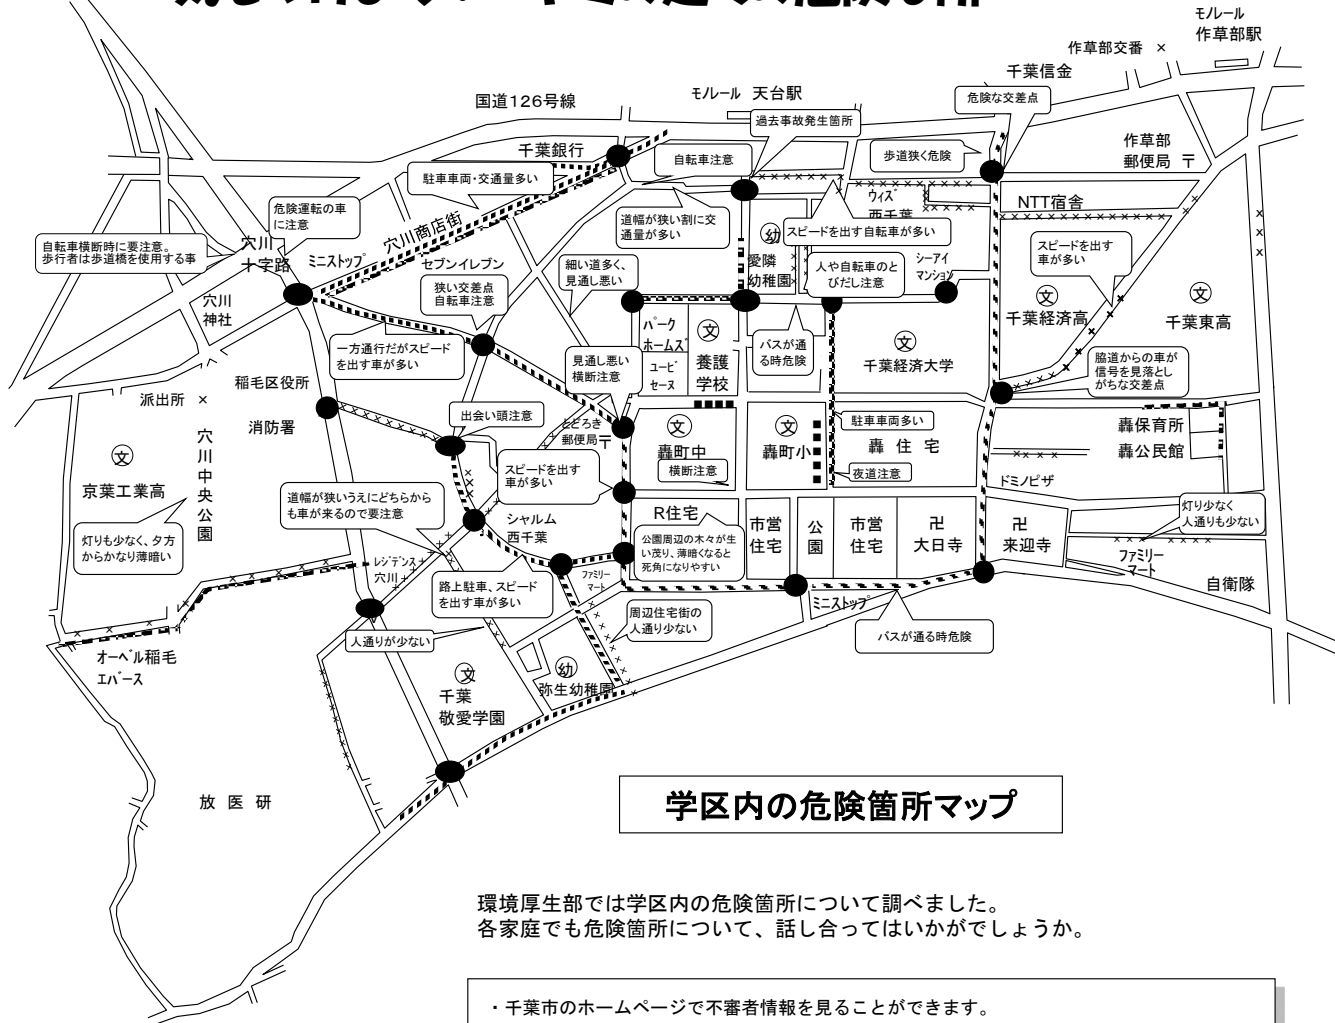 モノレール
作草部駅
作草部交番 ×
千葉信金
モノレール 天台駅
国道126号線
危険な交差点
過去事故発生箇所
作草部
郵便局 〒
千葉銀行
自転車注意
歩道狭く危険
駐車車両・交通量多い
ウィズ
西千葉
NTT宿舎
危険運転の車
に注意
道幅が狭い割に交
通量が多い
穴川商店街
幼
スピードを出す自転車が多い
スピードを出す
車が多い
自転車横断時に要注意。
歩行者は歩道橋を使用する事
穴川
十字路
ミニストップ
セブンイレブン
細い道多く、
見通し悪い
愛隣
幼稚園
人や自転車のと
びだし注意
シーアイ
マンション
狭い交差点
自転車注意
穴川
神社
文
千葉経済高
文
千葉東高
パーク
ホームズ
文
養護
学校
バスが通
る時危険
文
千葉経済大学
一方通行だがスピード
を出す車が多い
見通し悪い
横断注意
ユービ
セーヌ
脇道からの車が
信号を見落とし
がちな交差点
稲毛区役所
派出所 ×
消防署
出会い頭注意
とどろき
郵便局〒
文
轟町中
文
轟町小
駐車車両多い
轟住宅
轟保育所
轟公民館
文
京葉工業高
穴川中央公園
スピードを出す
車が多い
横断注意
夜道注意
ドミノピザ
道幅が狭いうえにどちらから
も車が来るので要注意
灯り少なく
人通りも少ない
シャルム
西千葉
R住宅
市営
住宅
公
園
市営
住宅
卍
大日寺
卍
来迎寺
灯りも少なく、夕方
からかなり薄暗い
公園周辺の木々が生
い茂り、薄暗くなると
死角になりやすい
レジデンス
穴川
ファミリー
マート
ファミリー
マート
自衛隊
路上駐車、スピード
を出す車が多い
ミニストップ
周辺住宅街の
人通り少ない
人通りが少ない
バスが通る時危険
オーベル稲毛
エバース
文
千葉
敬愛学園
幼
弥生幼稚園
放医研
学区内の危険箇所マップ
環境厚生部では学区内の危険箇所について調べました。
各家庭でも危険箇所について、話し合ってはいかがでしょうか。
・千葉市のホームページで不審者情報を見ることができます。